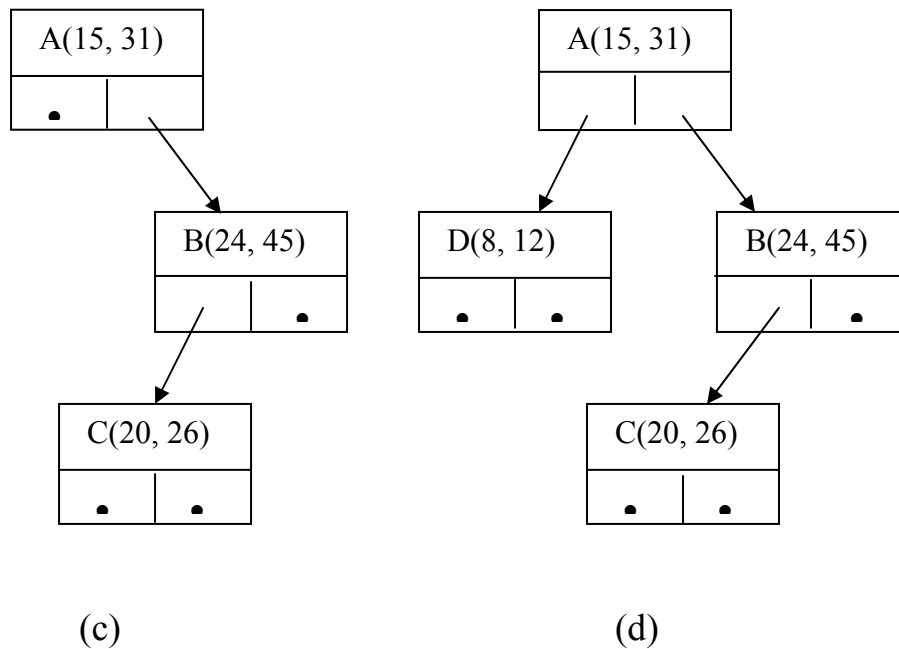 A(15, 31)
A(15, 31)
B(24, 45)
D(8, 12)
B(24, 45)
C(20, 26)
C(20, 26)
(c)
(d)